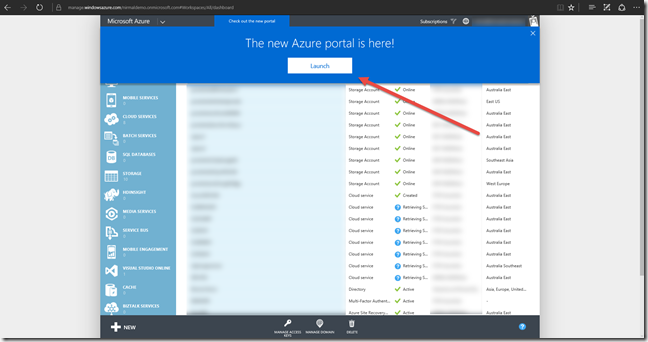 manage.windowsazure.com/nirmaldemo.onmicrosoft.com#Workspaces/All/dashboard
Microsoft Azure
Check out the new portal
Subscriptions
The new Azure portal is here!
Launch
MOBILE SERVICES
CLOUD SERVICES
BATCH SERVICES
SQL DATABASES
STORAGE
HDINSIGHT
MEDIA SERVICES
SERVICE BUS
MOBILE ENGAGEMENT
VISUAL STUDIO ONLINE
CACHE
BIZTALK SERVICES
Storage Account Online Australia East
Storage Account Online East US
Storage Account Online Australia East
Storage Account Online Australia East
Storage Account Online Australia East
Storage Account Online Australia East
Storage Account Online Southeast Asia
Storage Account Online Australia East
Storage Account Online West Europe
Cloud service Created Australia East
Cloud service Retrieving S... Australia East
Cloud service Retrieving S... Australia East
Cloud service Retrieving S... Australia East
Cloud service Retrieving S... Australia East
Cloud service Retrieving S... Australia Southeast
Cloud service Retrieving S... Australia East
Directory Active Asia, Europe, United...
Multi-Factor Authent... Active -
Azure Site Recovery... Active Australia East
NEW
MANAGE ACCESS
KEYS
MANAGE DOMAIN
DELETE
?